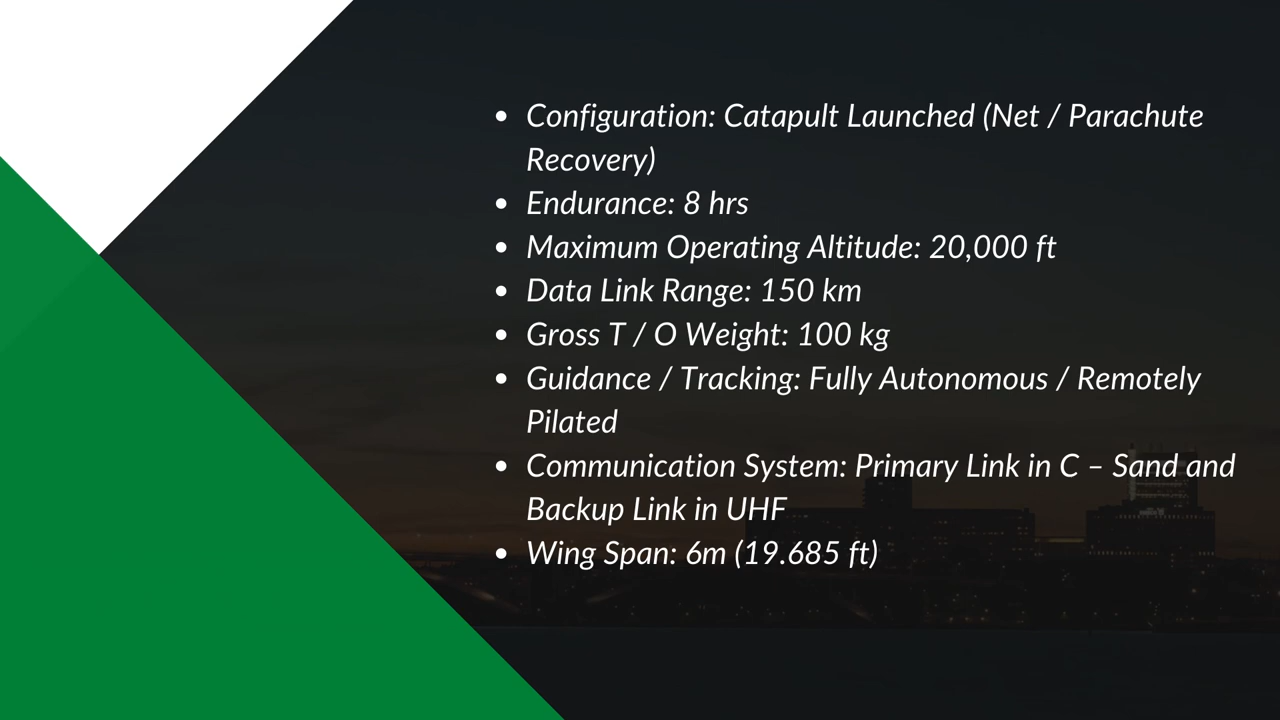 • Configuration: Catapult Launched (Net / Parachute
Recovery)
• Endurance: 8 hrs
• Maximum Operating Altitude: 20,000 ft
• Data Link Range: 150 km
• Gross T / O Weight: 100 kg
• Guidance / Tracking: Fully Autonomous / Remotely
Pilated
• Communication System: Primary Link in C – Sand and
Backup Link in UHF
• Wing Span: 6m (19.685 ft)